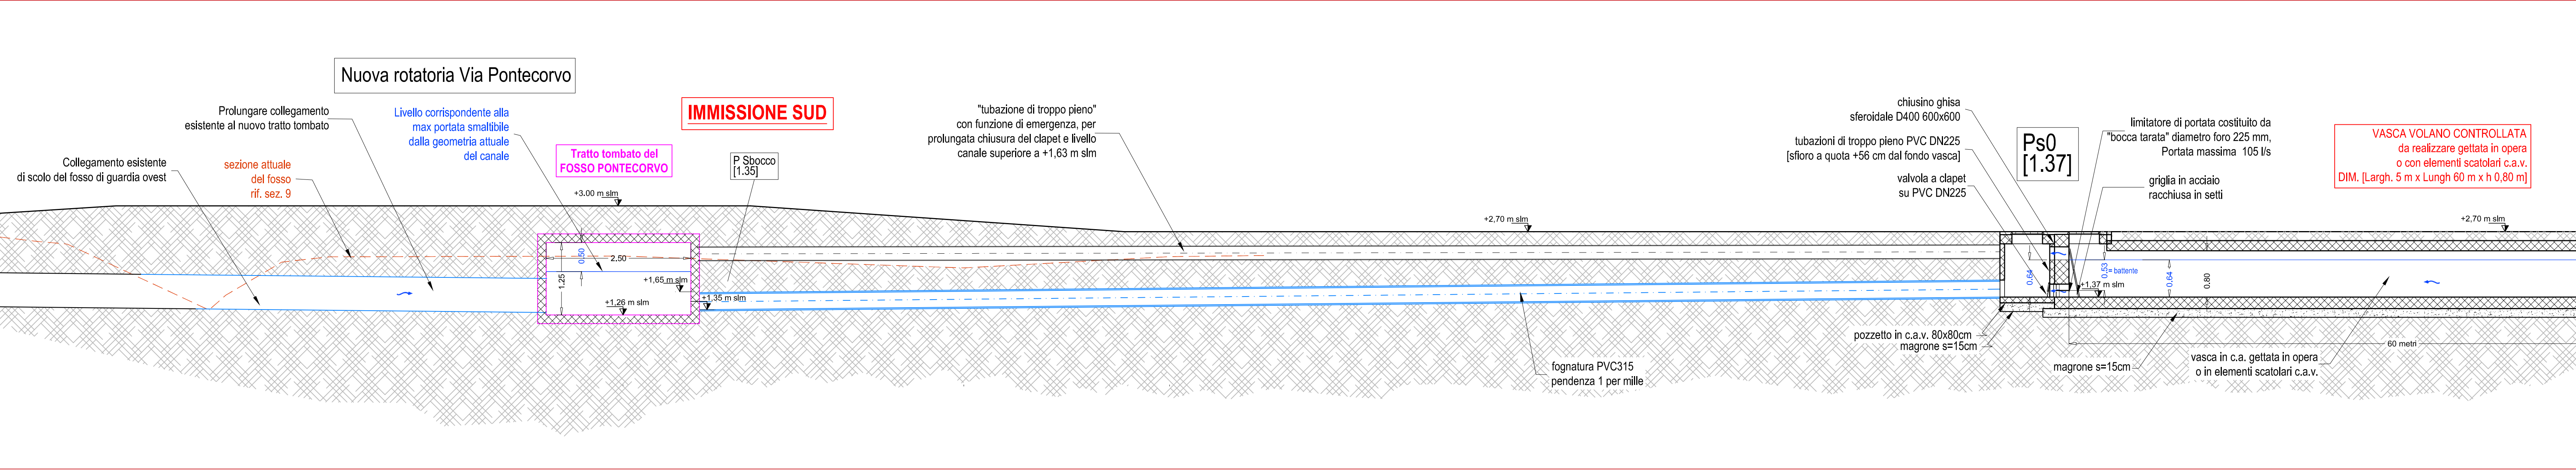 Nuova rotatoria Via Pontecorvo
Prolungare collegamento
esistente al nuovo tratto tombato
Collegamento esistente
di scolo del fosso di guardia ovest
sezione attuale
del fosso
rif. sez. 9
Livello corrispondente alla
max portata smaltibile
dalla geometria attuale
del canale
Tratto tombato del
FOSSO PONTECORVO
IMMISSIONE SUD
P Sbocco
[1.35]
+3.00 m slm
0,50
2,50
1,25
+1,65 m slm
+1,26 m slm
+1,35 m slm
"tubazione di troppo pieno"
con funzione di emergenza, per
prolungata chiusura del clapet e livello
canale superiore a +1,63 m slm
+2,70 m slm
fognatura PVC315
pendenza 1 per mille
chiusino ghisa
sferoidale D400 600x600
tubazioni di troppo pieno PVC DN225
[sfioro a quota +56 cm dal fondo vasca]
valvola a clapet
su PVC DN225
Ps0
[1.37]
limitatore di portata costituito da
"bocca tarata" diametro foro 225 mm,
Portata massima 105 l/s
griglia in acciaio
racchiusa in setti
VASCA VOLANO CONTROLLATA
da realizzare gettata in opera
o con elementi scatolari c.a.v.
DIM. [Largh. 5 m x Lungh 60 m x h 0,80 m]
+2,70 m slm
0,64
0,53
= battente
+1,37 m slm
0,64
0,80
pozzetto in c.a.v. 80x80cm
magrone s=15cm
magrone s=15cm
60 metri
vasca in c.a. gettata in opera
o in elementi scatolari c.a.v.